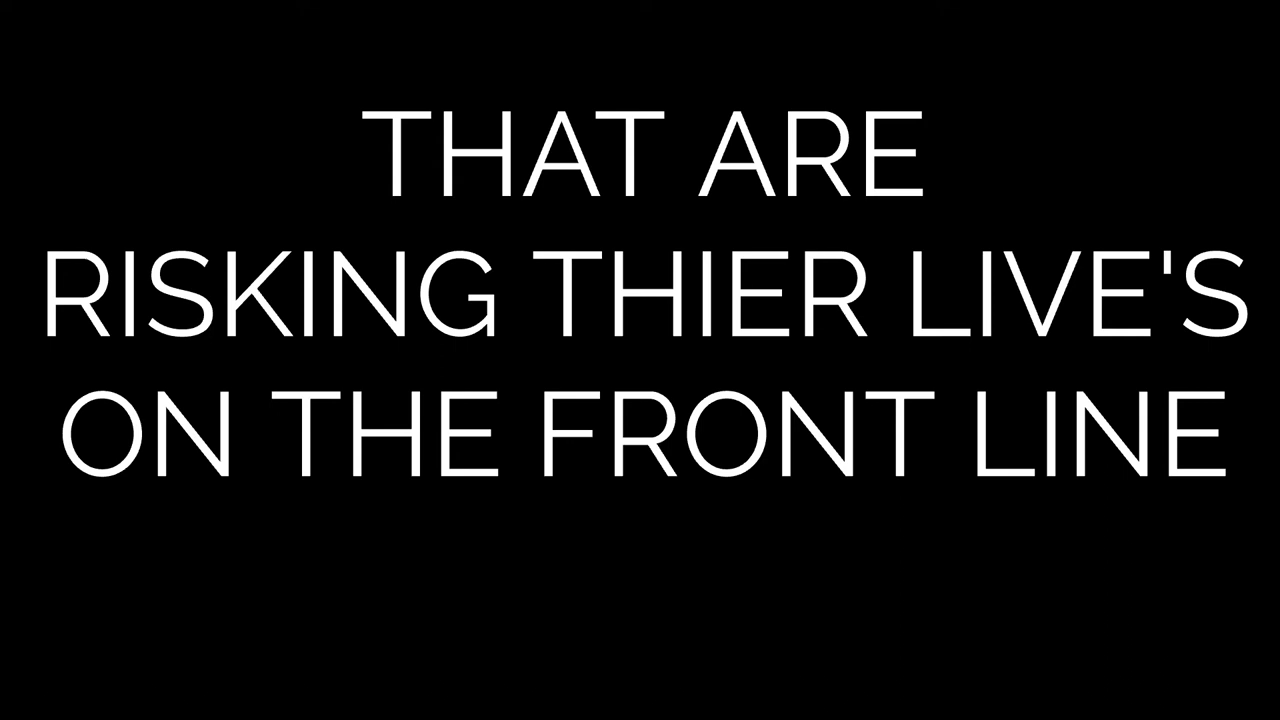 THAT ARE
RISKING THIER LIVE'S
ON THE FRONT LINE